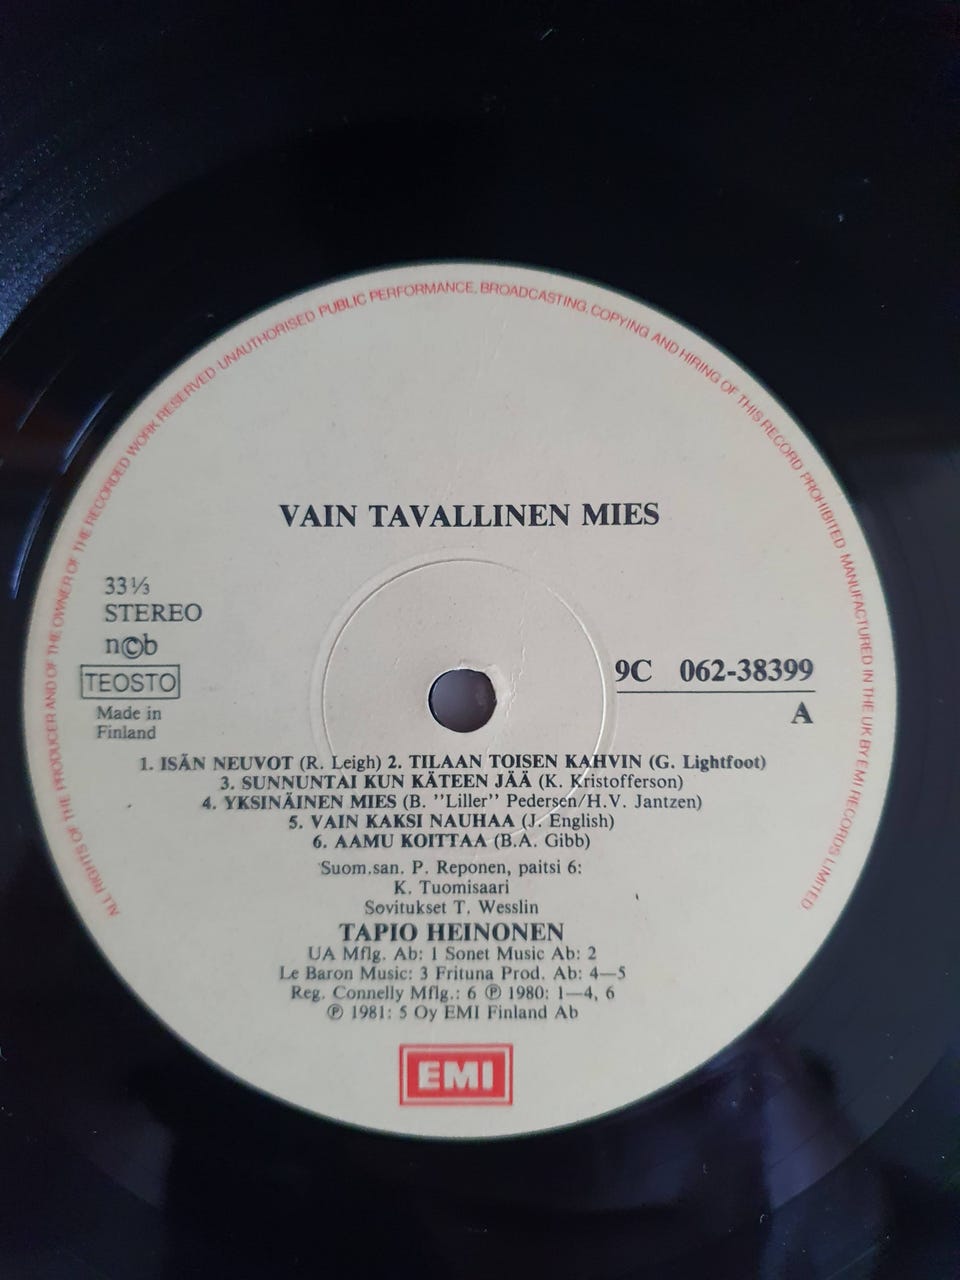 ALL RIGHTS OF THE PRODUCER AND OF THE OWNER OF THE RECORDED WORK RESERVED · UNAUTHORISED PUBLIC PERFORMANCE, BROADCASTING, COPYING AND HIRING OF THIS RECORD PROHIBITED MANUFACTURED IN THE UK BY EMI RECORDS LIMITED
VAIN TAVALLINEN MIES
33⅓
STEREO
n©b
TEOSTO
Made in
Finland
9C 062-38399
A
1. ISÄN NEUVOT (R. Leigh) 2. TILAAN TOISEN KAHVIN (G. Lightfoot)
3. SUNNUNTAI KUN KÄTEEN JÄÄ (K. Kristofferson)
4. YKSINÄINEN MIES (B. "Liller" Pedersen/H.V. Jantzen)
5. VAIN KAKSI NAUHAA (J. English)
6. AAMU KOITTAA (B.A. Gibb)
Suom.san. P. Reponen, paitsi 6:
K. Tuomisaari
Sovitukset T. Wesslin
TAPIO HEINONEN
UA Mflg. Ab: 1 Sonet Music Ab: 2
Le Baron Music: 3 Frituna Prod. Ab: 4—5
Reg. Connelly Mflg.: 6 ℗ 1980: 1—4, 6
℗ 1981: 5 Oy EMI Finland Ab
EMI